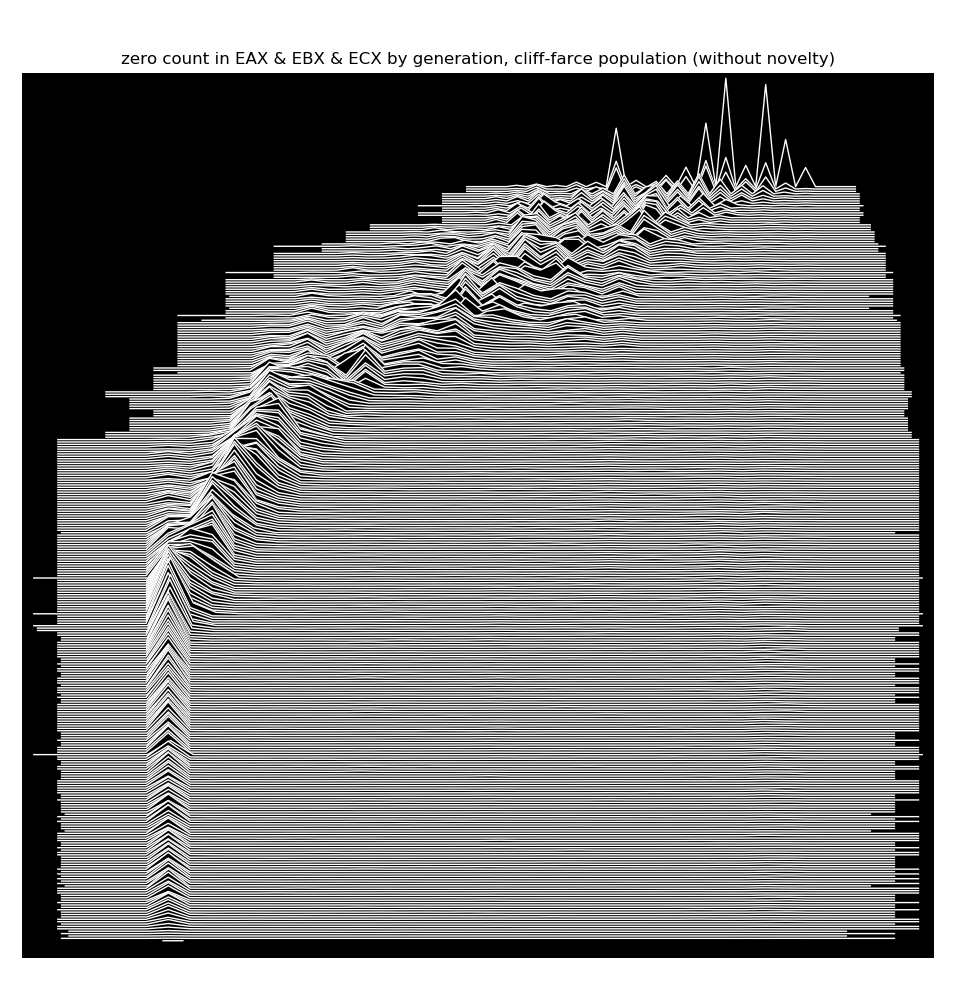 zero count in EAX & EBX & ECX by generation, cliff-farce population (without novelty)